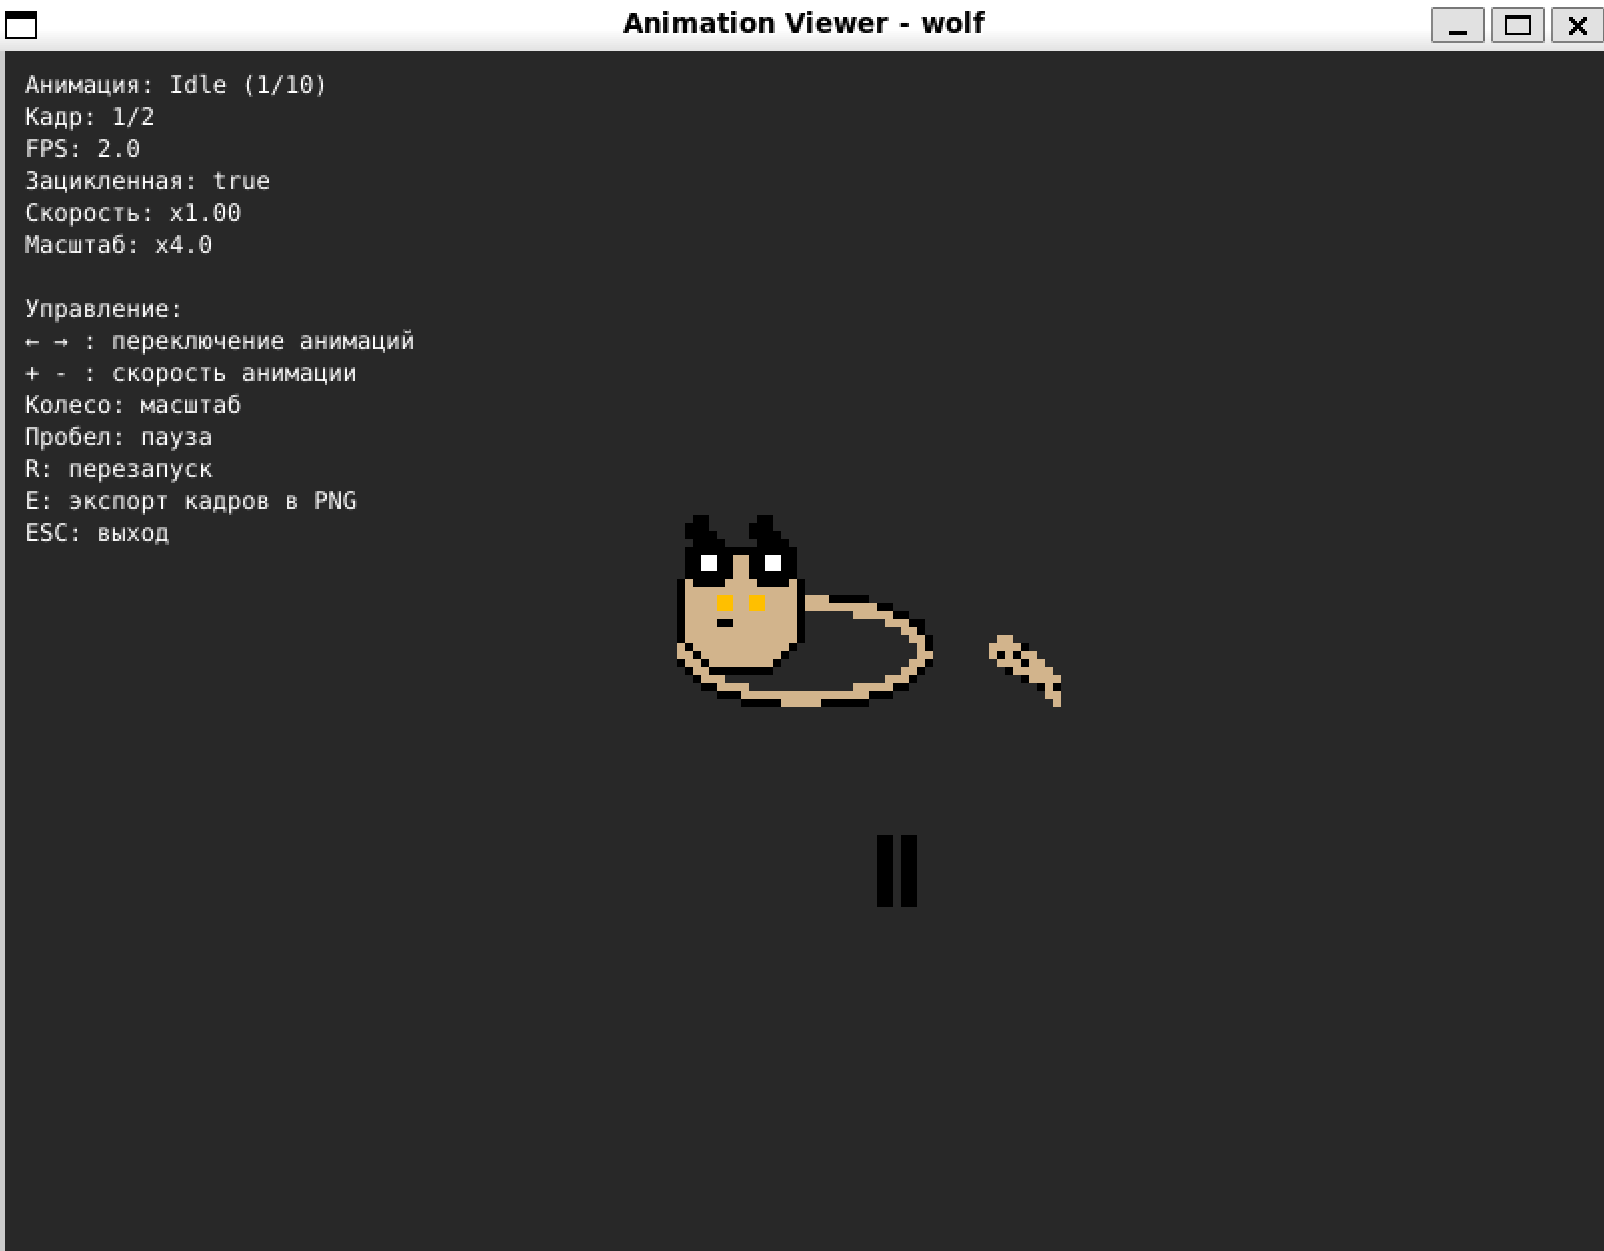 Animation Viewer - wolf
Анимация: Idle (1/10)
Кадр: 1/2
FPS: 2.0
Зацикленная: true
Скорость: x1.00
Масштаб: x4.0
Управление:
← → : переключение анимаций
+ - : скорость анимации
Колесо: масштаб
Пробел: пауза
R: перезапуск
E: экспорт кадров в PNG
ESC: выход